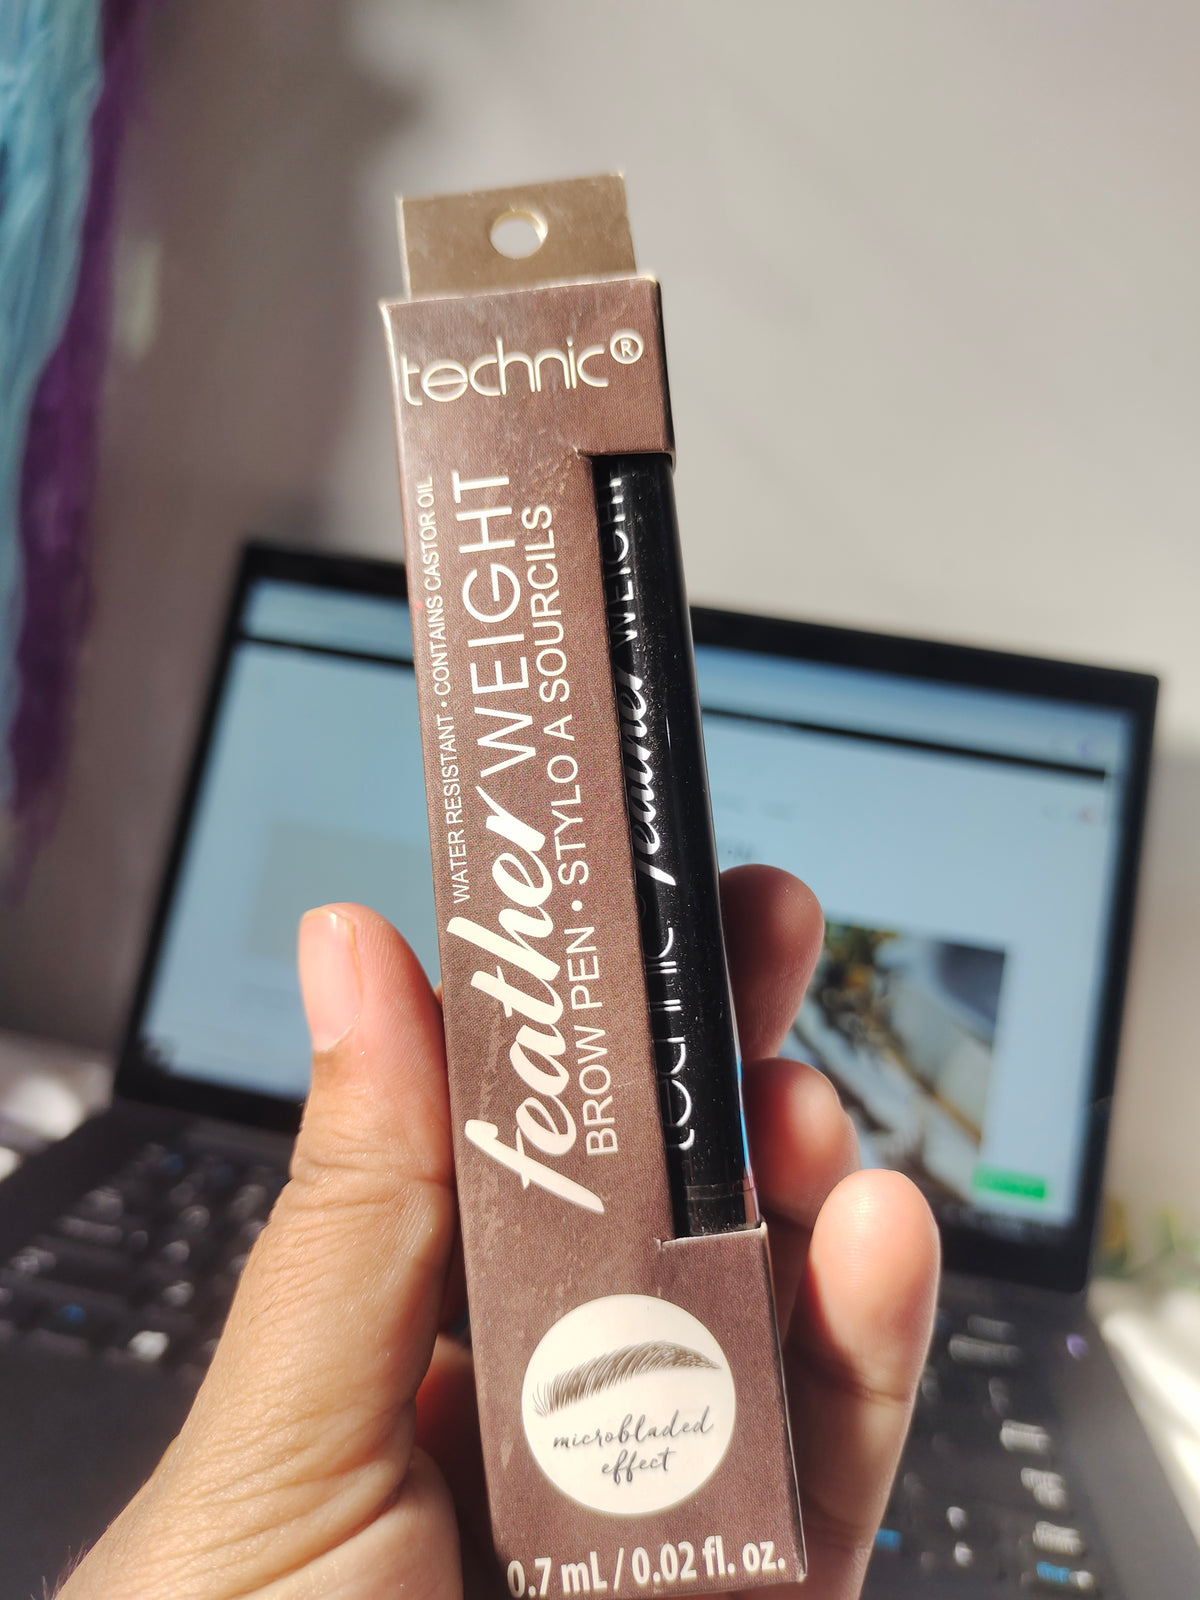 technic®
WATER RESISTANT • CONTAINS CASTOR OIL
feather WEIGHT
BROW PEN • STYLO A SOURCILS
technic feather WEIGHT
microbladed
effect
0.7 mL / 0.02 fl. oz.